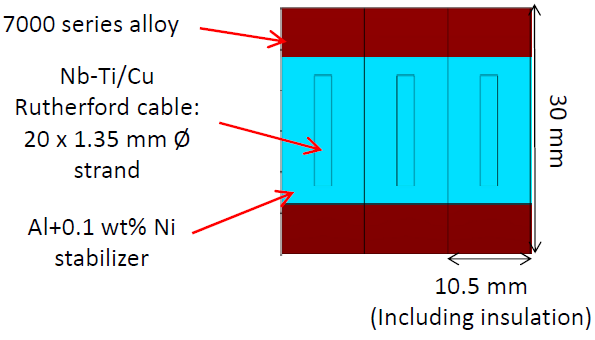 7000 series alloy
Nb-Ti/Cu
Rutherford cable:
20 x 1.35 mm Ø
strand
Al+0.1 wt% Ni
stabilizer
30 mm
10.5 mm
(Including insulation)